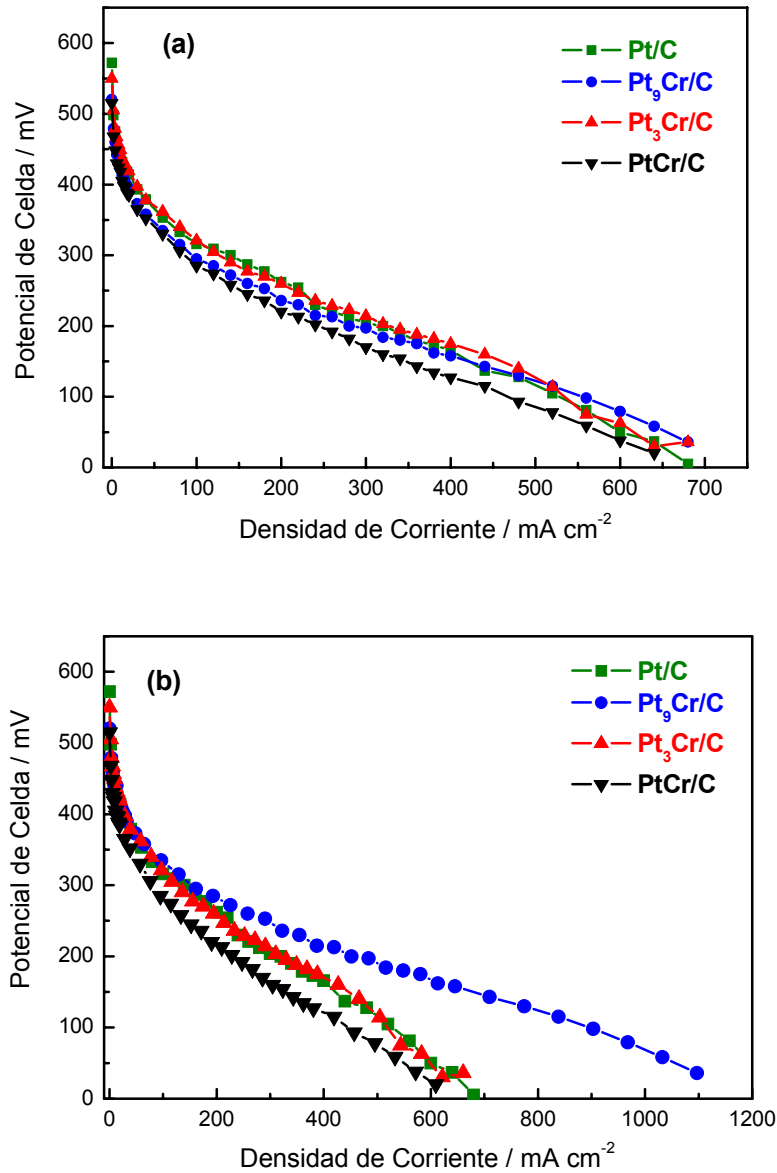 (a)
Pt/C
Pt₉Cr/C
Pt₃Cr/C
PtCr/C
600
500
400
300
200
100
0
Potencial de Celda / mV
0 100 200 300 400 500 600 700
Densidad de Corriente / mA cm⁻²
(b)
Pt/C
Pt₉Cr/C
Pt₃Cr/C
PtCr/C
600
500
400
300
200
100
0
Potencial de Celda / mV
0 200 400 600 800 1000 1200
Densidad de Corriente / mA cm⁻²